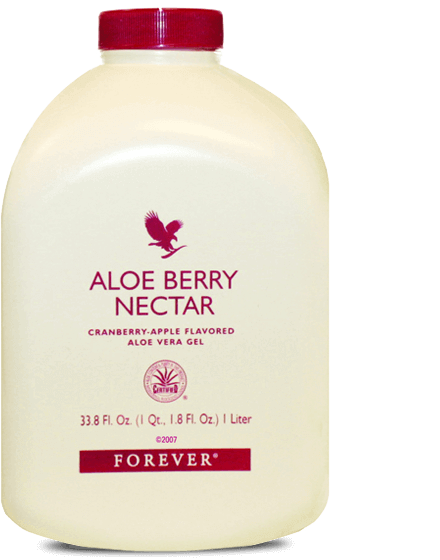 ALOE BERRY
NECTAR
CRANBERRY-APPLE FLAVORED
ALOE VERA GEL
CERTIFIED
®
33.8 Fl. Oz. (1 Qt., 1.8 Fl. Oz.) 1 Liter
©2007
FOREVER®